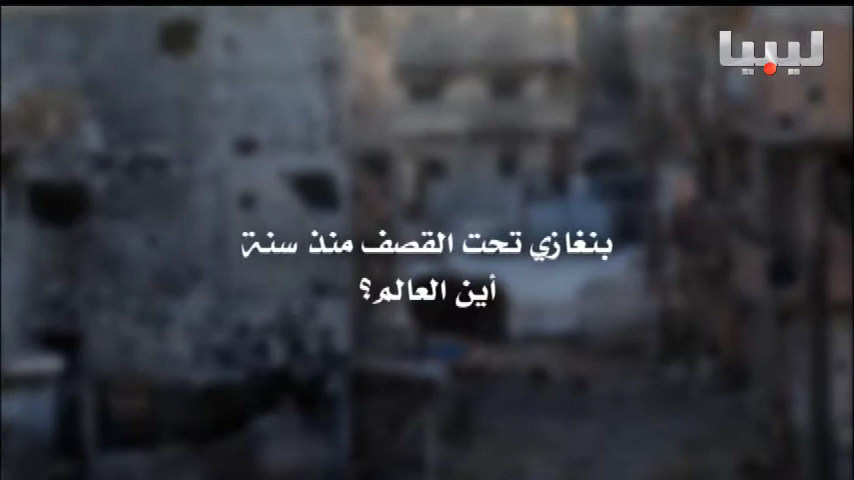 ليبيا
بنغازي تحت القصف منذ سنة
أين العالم؟